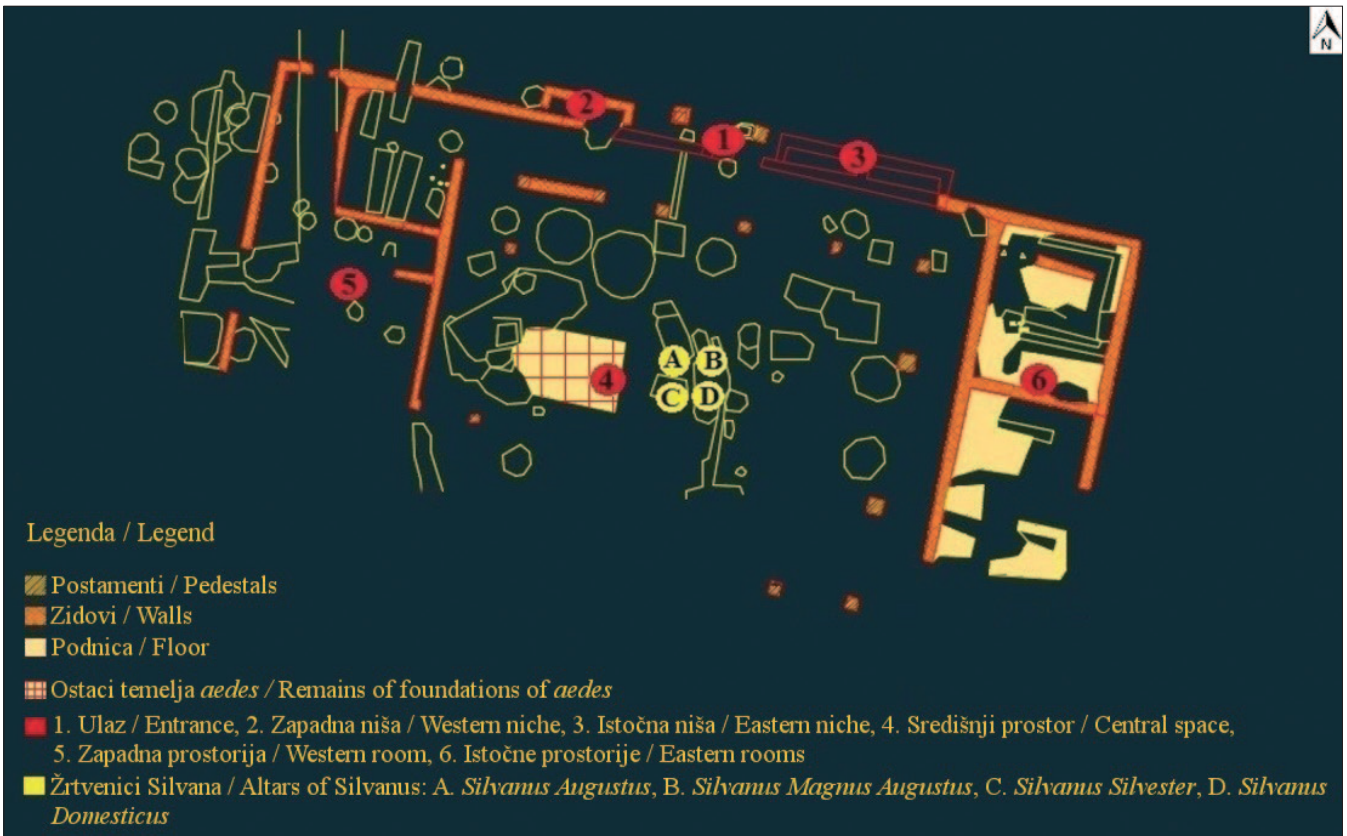 N
2
1
3
5
A B
4
6
C D
Legenda / Legend
Postamenti / Pedestals
Zidovi / Walls
Podnica / Floor
Ostaci temelja aedes / Remains of foundations of aedes
1. Ulaz / Entrance, 2. Zapadna niša / Western niche, 3. Istočna niša / Eastern niche, 4. Središnji prostor / Central space,
5. Zapadna prostorija / Western room, 6. Istočne prostorije / Eastern rooms
Žrtvenici Silvana / Altars of Silvanus: A. Silvanus Augustus, B. Silvanus Magnus Augustus, C. Silvanus Silvester, D. Silvanus
Domesticus